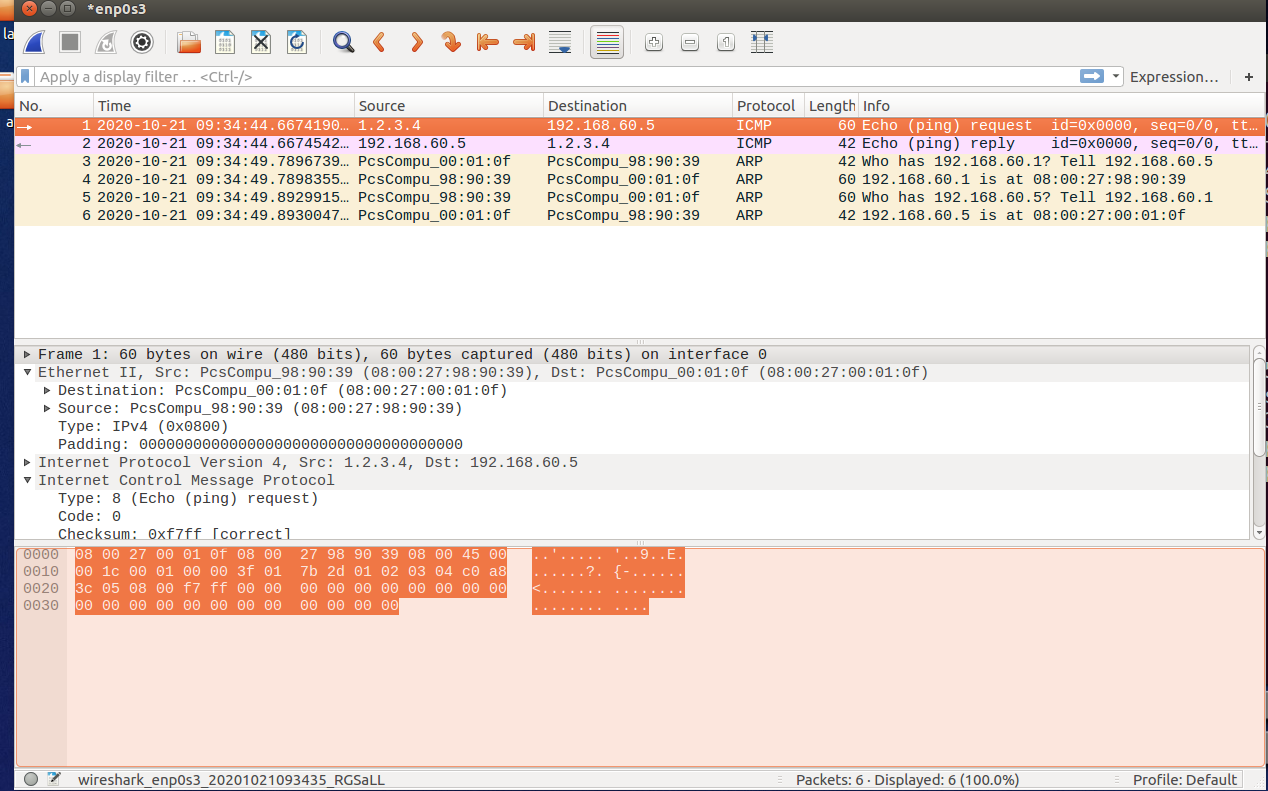 *enp0s3
la
Apply a display filter … <Ctrl-/>
Expression…
+
No. Time Source Destination Protocol Length Info
1 2020-10-21 09:34:44.6674190… 1.2.3.4 192.168.60.5 ICMP 60 Echo (ping) request id=0x0000, seq=0/0, tt…
a
2 2020-10-21 09:34:44.6674542… 192.168.60.5 1.2.3.4 ICMP 42 Echo (ping) reply id=0x0000, seq=0/0, tt…
3 2020-10-21 09:34:49.7896739… PcsCompu_00:01:0f PcsCompu_98:90:39 ARP 42 Who has 192.168.60.1? Tell 192.168.60.5
4 2020-10-21 09:34:49.7898355… PcsCompu_98:90:39 PcsCompu_00:01:0f ARP 60 192.168.60.1 is at 08:00:27:98:90:39
5 2020-10-21 09:34:49.8929915… PcsCompu_98:90:39 PcsCompu_00:01:0f ARP 60 Who has 192.168.60.5? Tell 192.168.60.1
6 2020-10-21 09:34:49.8930047… PcsCompu_00:01:0f PcsCompu_98:90:39 ARP 42 192.168.60.5 is at 08:00:27:00:01:0f
Frame 1: 60 bytes on wire (480 bits), 60 bytes captured (480 bits) on interface 0
Ethernet II, Src: PcsCompu_98:90:39 (08:00:27:98:90:39), Dst: PcsCompu_00:01:0f (08:00:27:00:01:0f)
Destination: PcsCompu_00:01:0f (08:00:27:00:01:0f)
Source: PcsCompu_98:90:39 (08:00:27:98:90:39)
Type: IPv4 (0x0800)
Padding: 000000000000000000000000000000000000
Internet Protocol Version 4, Src: 1.2.3.4, Dst: 192.168.60.5
Internet Control Message Protocol
Type: 8 (Echo (ping) request)
Code: 0
Checksum: 0xf7ff [correct]
0000 08 00 27 00 01 0f 08 00 27 98 90 39 08 00 45 00 ..'..... '..9..E.
0010 00 1c 00 01 00 00 3f 01 7b 2d 01 02 03 04 c0 a8 ......?. {-......
0020 3c 05 08 00 f7 ff 00 00 00 00 00 00 00 00 00 00 <....... ........
0030 00 00 00 00 00 00 00 00 00 00 00 00 ........ ....
wireshark_enp0s3_20201021093435_RGSaLL
Packets: 6 · Displayed: 6 (100.0%)
Profile: Default